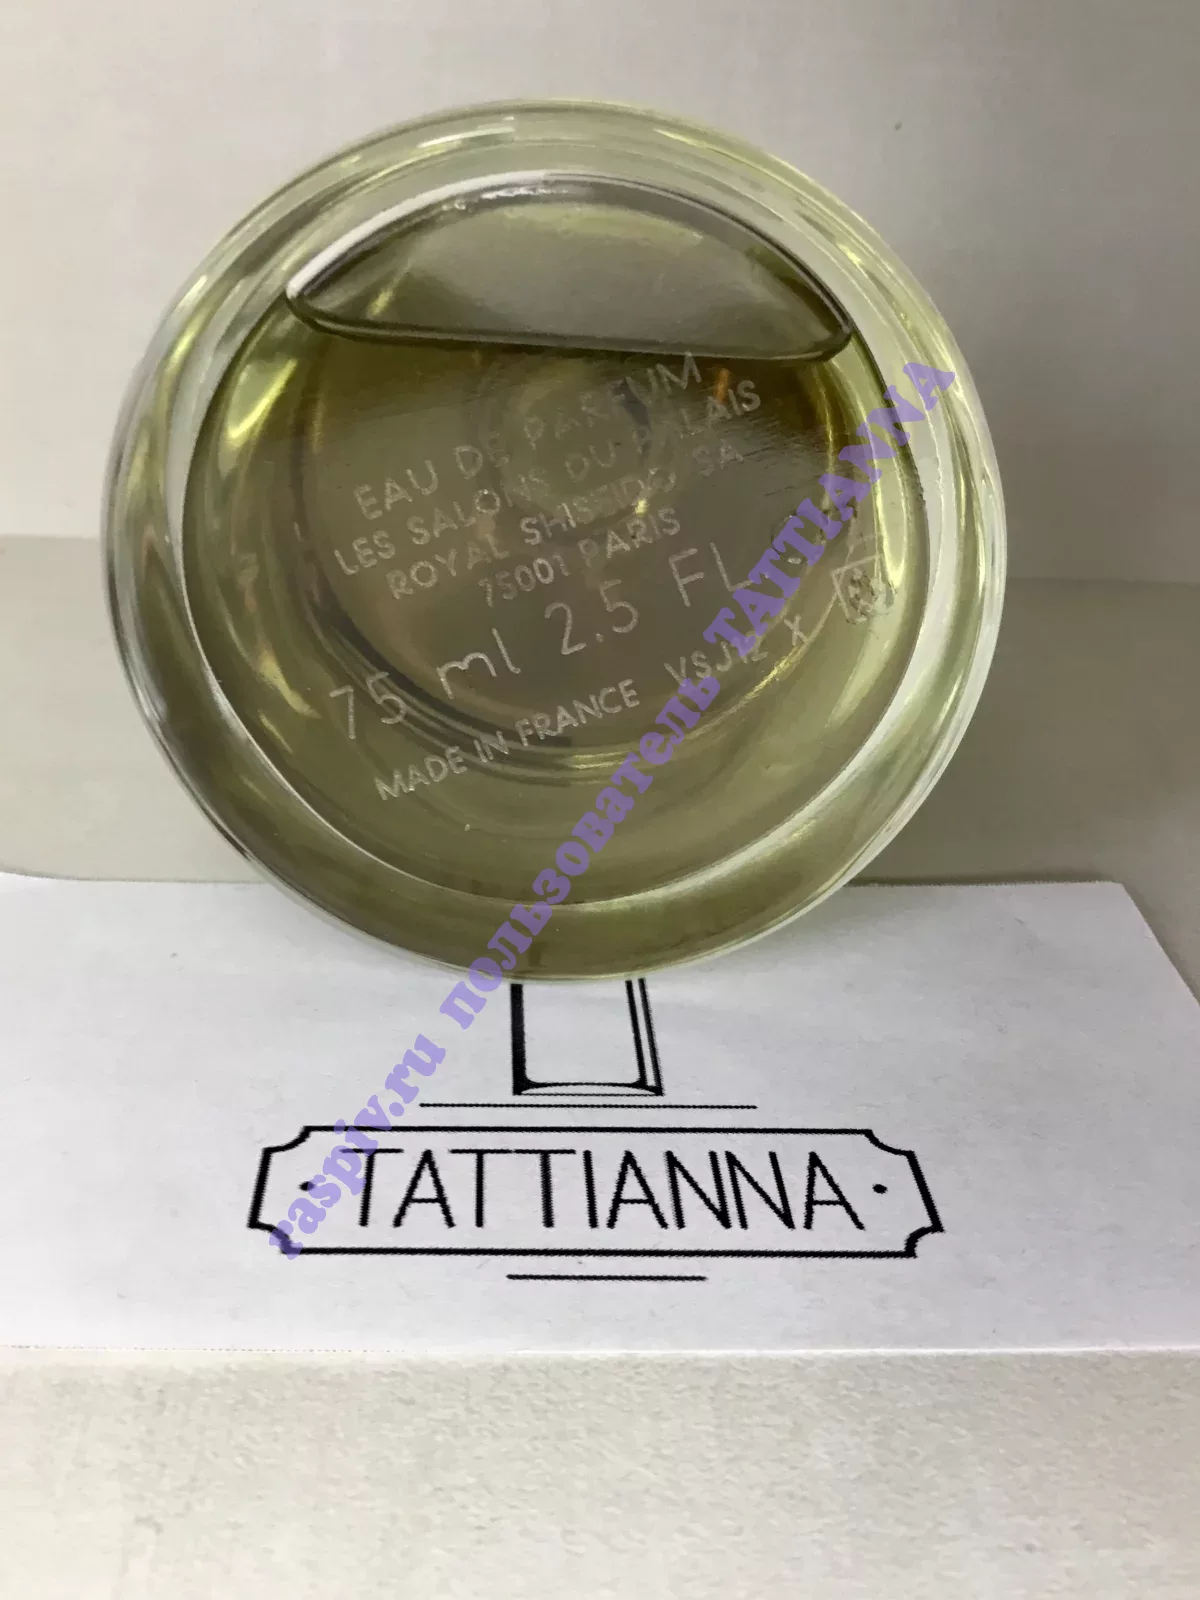 EAU DE PARFUM
LES SALONS DU PALAIS
ROYAL SHISEIDO SA
75001 PARIS
75 ml 2.5 FL.
MADE IN FRANCE X
raspiv.ru пользователь TATTIANNA
· TATTIANNA ·